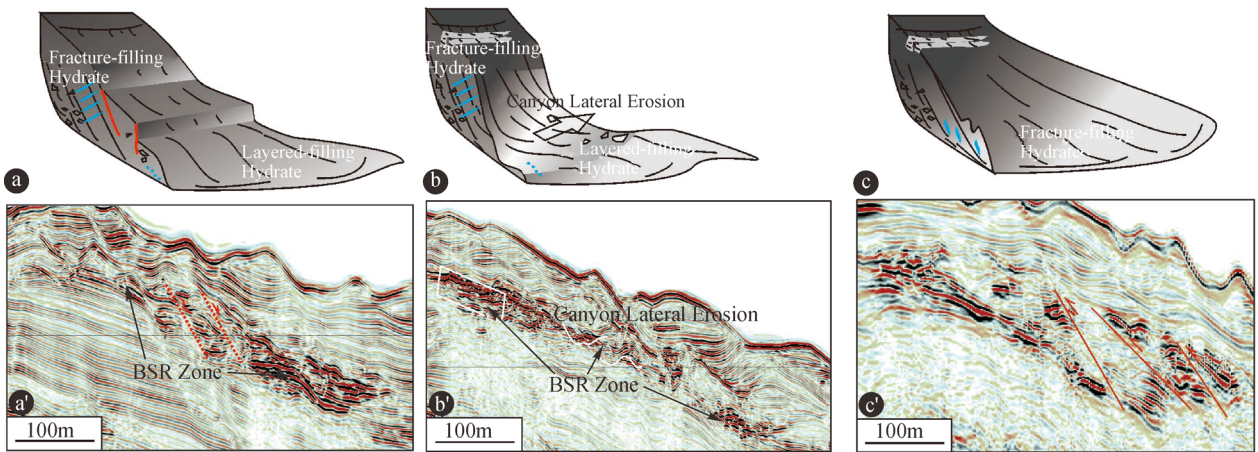 Fracture-filling
Hydrate
Layered-filling
Hydrate
a
Fracture-filling
Hydrate
Canyon Lateral Erosion
Layered-filling
Hydrate
b
Fracture-filling
Hydrate
c
BSR Zone
a'
100m
Canyon Lateral Erosion
BSR Zone
b'
100m
c'
100m